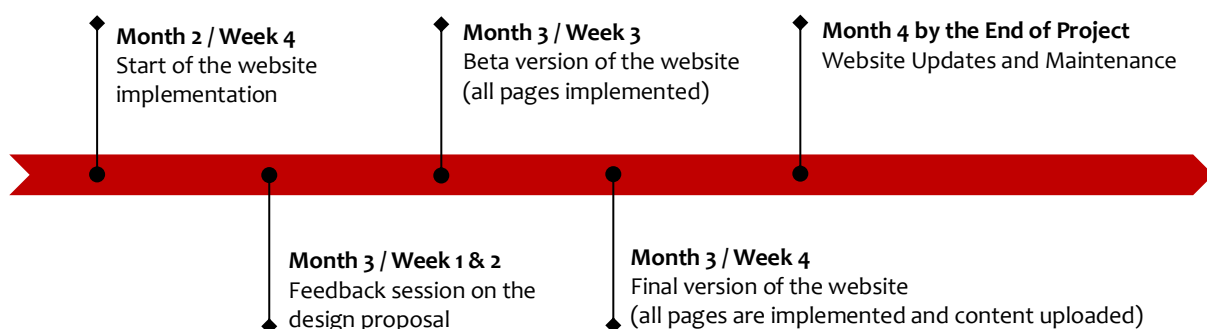 Month 2 / Week 4
Start of the website
implementation
Month 3 / Week 3
Beta version of the website
(all pages implemented)
Month 4 by the End of Project
Website Updates and Maintenance
Month 3 / Week 1 & 2
Feedback session on the
design proposal
Month 3 / Week 4
Final version of the website
(all pages are implemented and content uploaded)